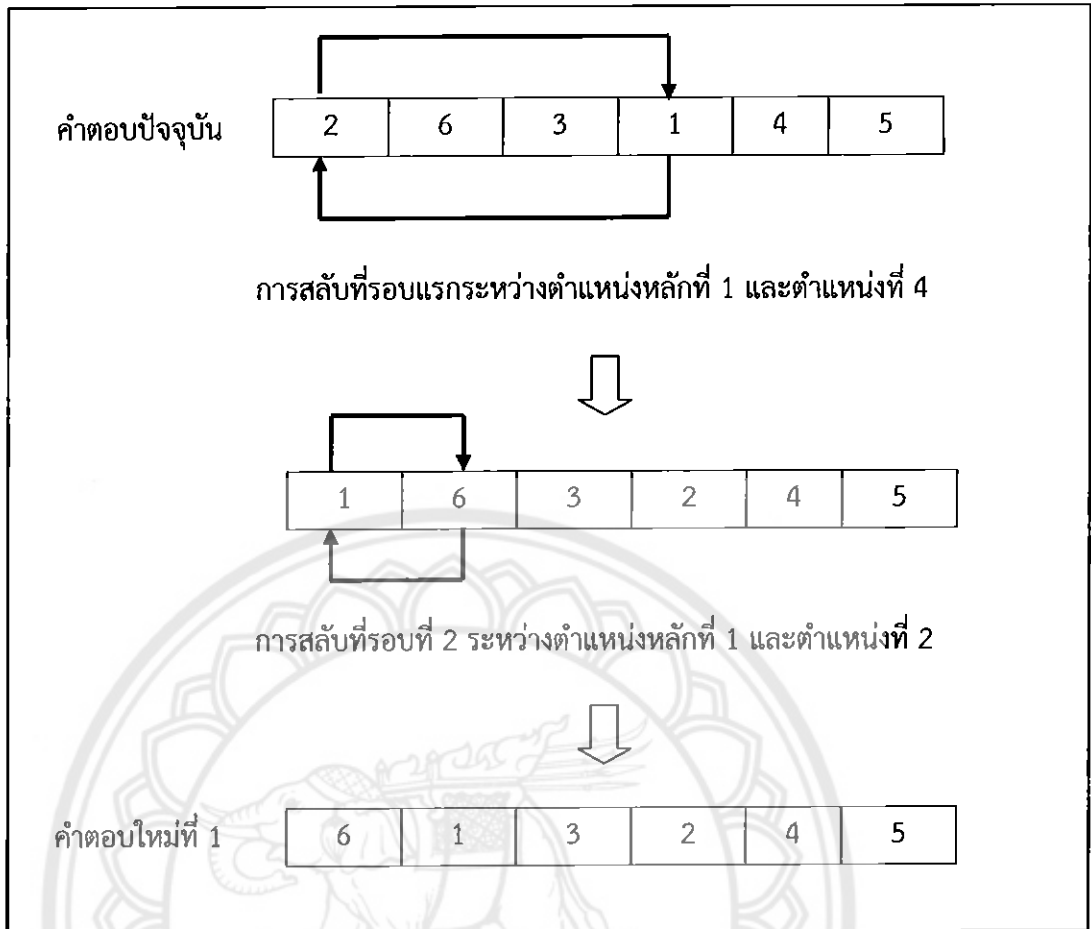 คำตอบปัจจุบัน 2 6 3 1 4 5
การสลับที่รอบแรกระหว่างตำแหน่งหลักที่ 1 และตำแหน่งที่ 4
1 6 3 2 4 5
การสลับที่รอบที่ 2 ระหว่างตำแหน่งหลักที่ 1 และตำแหน่งที่ 2
คำตอบใหม่ที่ 1 6 1 3 2 4 5